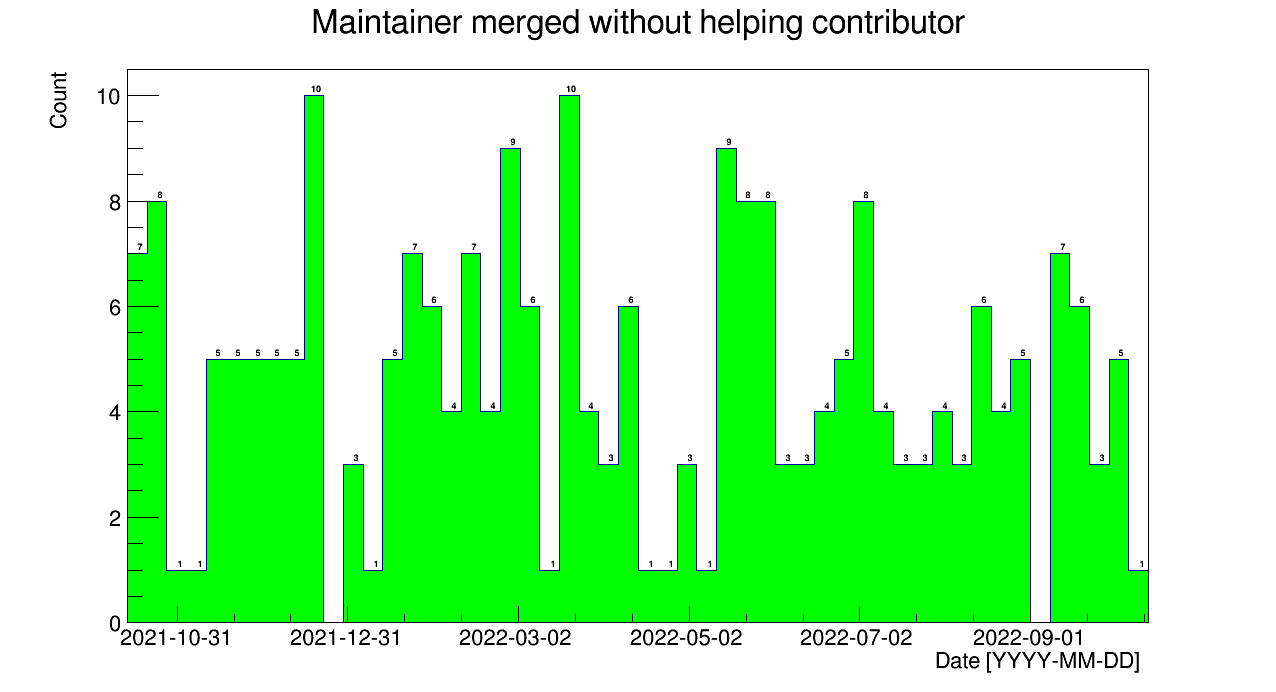 Maintainer merged without helping contributor
Count
10
8
6
4
2
0
7 8 1 1 5 5 5 5 5 10 3 1 5 7 6 4 7 4 9 6 1 10 4 3 6 1 1 3 1 9 8 8 3 3 4 5 8 4 3 3 4 3 6 4 5 7 6 3 5 1
2021-10-31 2021-12-31 2022-03-02 2022-05-02 2022-07-02 2022-09-01
Date [YYYY-MM-DD]